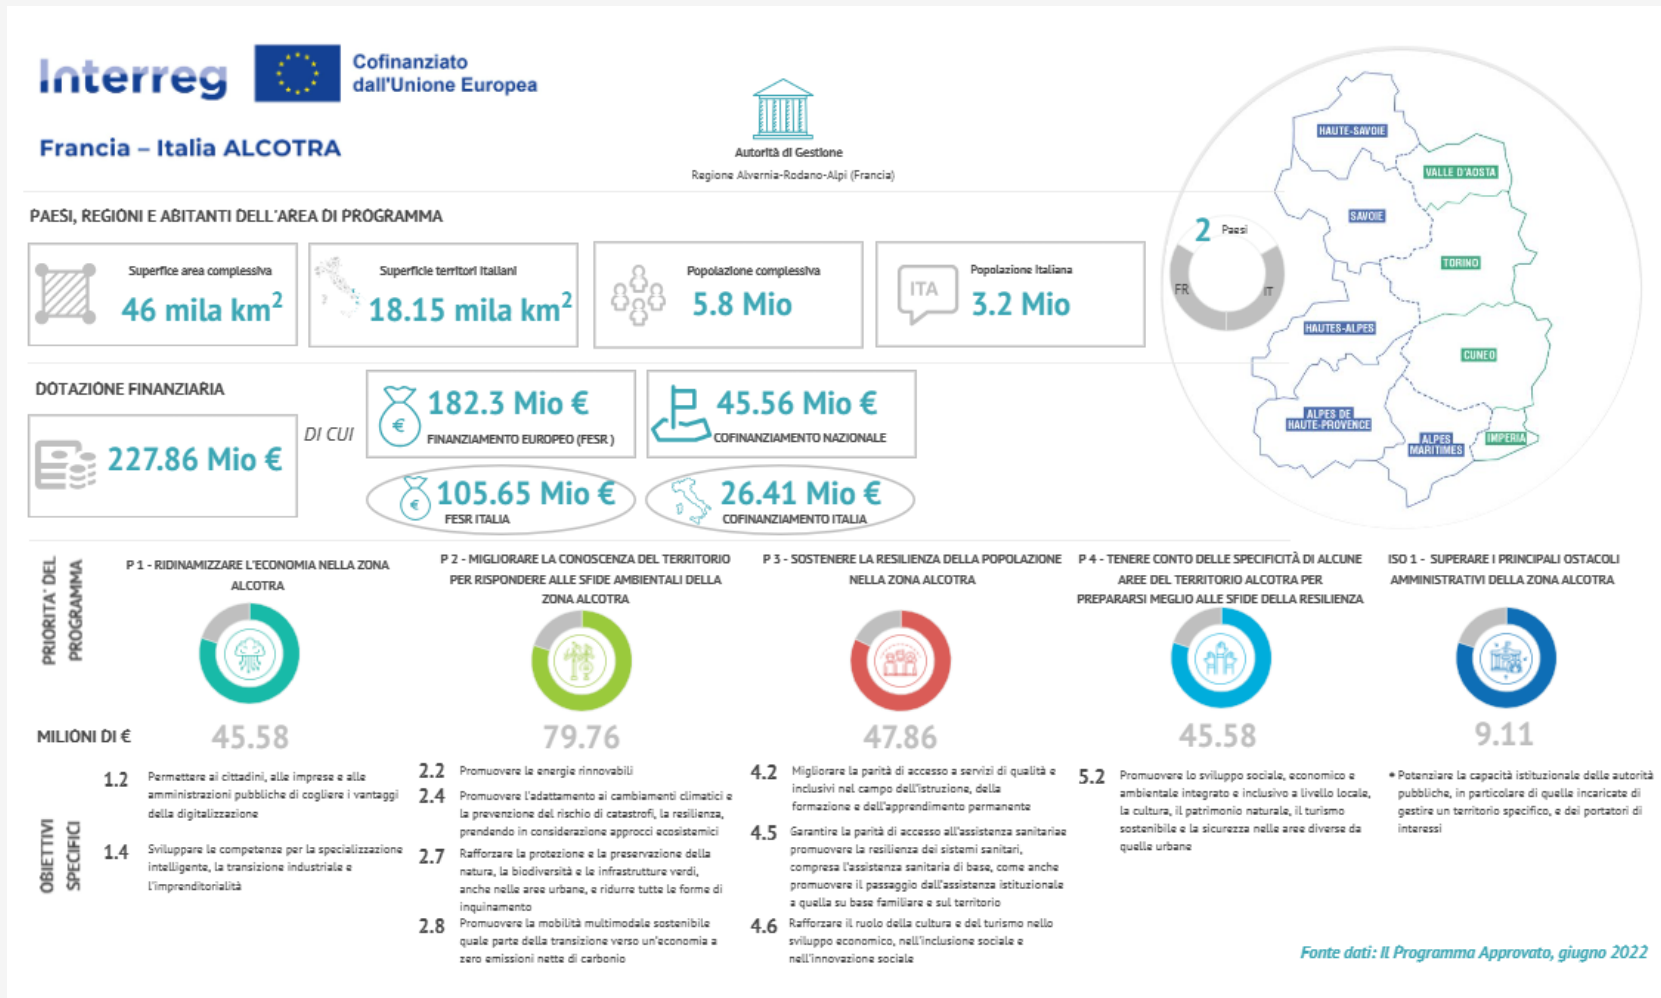 Interreg
Cofinanziato
dall'Unione Europea
Francia – Italia ALCOTRA
Autorità di Gestione
Regione Alvernia-Rodano-Alpi (Francia)
PAESI, REGIONI E ABITANTI DELL'AREA DI PROGRAMMA
Superfice area complessiva
46 mila km²
Superficie territori Italiani
18.15 mila km²
Popolazione complessiva
5.8 Mio
ITA
Popolazione Italiana
3.2 Mio
2 Paesi
FR
IT
HAUTE-SAVOIE
VALLE D'AOSTA
SAVOIE
TORINO
HAUTES-ALPES
CUNEO
ALPES DE
HAUTE-PROVENCE
ALPES
MARITIMES
IMPERIA
DOTAZIONE FINANZIARIA
227.86 Mio €
DI CUI
182.3 Mio €
FINANZIAMENTO EUROPEO (FESR )
45.56 Mio €
COFINANZIAMENTO NAZIONALE
105.65 Mio €
FESR ITALIA
26.41 Mio €
COFINANZIAMENTO ITALIA
PRIORITA' DEL
PROGRAMMA
P 1 - RIDINAMIZZARE L'ECONOMIA NELLA ZONA
ALCOTRA
P 2 - MIGLIORARE LA CONOSCENZA DEL TERRITORIO
PER RISPONDERE ALLE SFIDE AMBIENTALI DELLA
ZONA ALCOTRA
P 3 - SOSTENERE LA RESILIENZA DELLA POPOLAZIONE
NELLA ZONA ALCOTRA
P 4 - TENERE CONTO DELLE SPECIFICITÀ DI ALCUNE
AREE DEL TERRITORIO ALCOTRA PER
PREPARARSI MEGLIO ALLE SFIDE DELLA RESILIENZA
ISO 1 - SUPERARE I PRINCIPALI OSTACOLI
AMMINISTRATIVI DELLA ZONA ALCOTRA
MILIONI DI €
45.58
79.76
47.86
45.58
9.11
OBIETTIVI
SPECIFICI
1.2 Permettere ai cittadini, alle imprese e alle
amministrazioni pubbliche di cogliere i vantaggi
della digitalizzazione
1.4 Sviluppare le competenze per la specializzazione
intelligente, la transizione industriale e
l'imprenditorialità
2.2 Promuovere le energie rinnovabili
2.4 Promuovere l'adattamento ai cambiamenti climatici e
la prevenzione del rischio di catastrofi, la resilienza,
prendendo in considerazione approcci ecosistemici
2.7 Rafforzare la protezione e la preservazione della
natura, la biodiversità e le infrastrutture verdi,
anche nelle aree urbane, e ridurre tutte le forme di
inquinamento
2.8 Promuovere la mobilità multimodale sostenibile
quale parte della transizione verso un'economia a
zero emissioni nette di carbonio
4.2 Migliorare la parità di accesso a servizi di qualità e
inclusivi nel campo dell'istruzione, della
formazione e dell'apprendimento permanente
4.5 Garantire la parità di accesso all'assistenza sanitariae
promuovere la resilienza dei sistemi sanitari,
compresa l'assistenza sanitaria di base, come anche
promuovere il passaggio dall'assistenza istituzionale
a quella su base familiare e sul territorio
4.6 Rafforzare il ruolo della cultura e del turismo nello
sviluppo economico, nell'inclusione sociale e
nell'innovazione sociale
5.2 Promuovere lo sviluppo sociale, economico e
ambientale integrato e inclusivo a livello locale,
la cultura, il patrimonio naturale, il turismo
sostenibile e la sicurezza nelle aree diverse da
quelle urbane
• Potenziare la capacità istituzionale delle autorità
pubbliche, in particolare di quelle incaricate di
gestire un territorio specifico, e dei portatori di
interessi
Fonte dati: Il Programma Approvato, giugno 2022